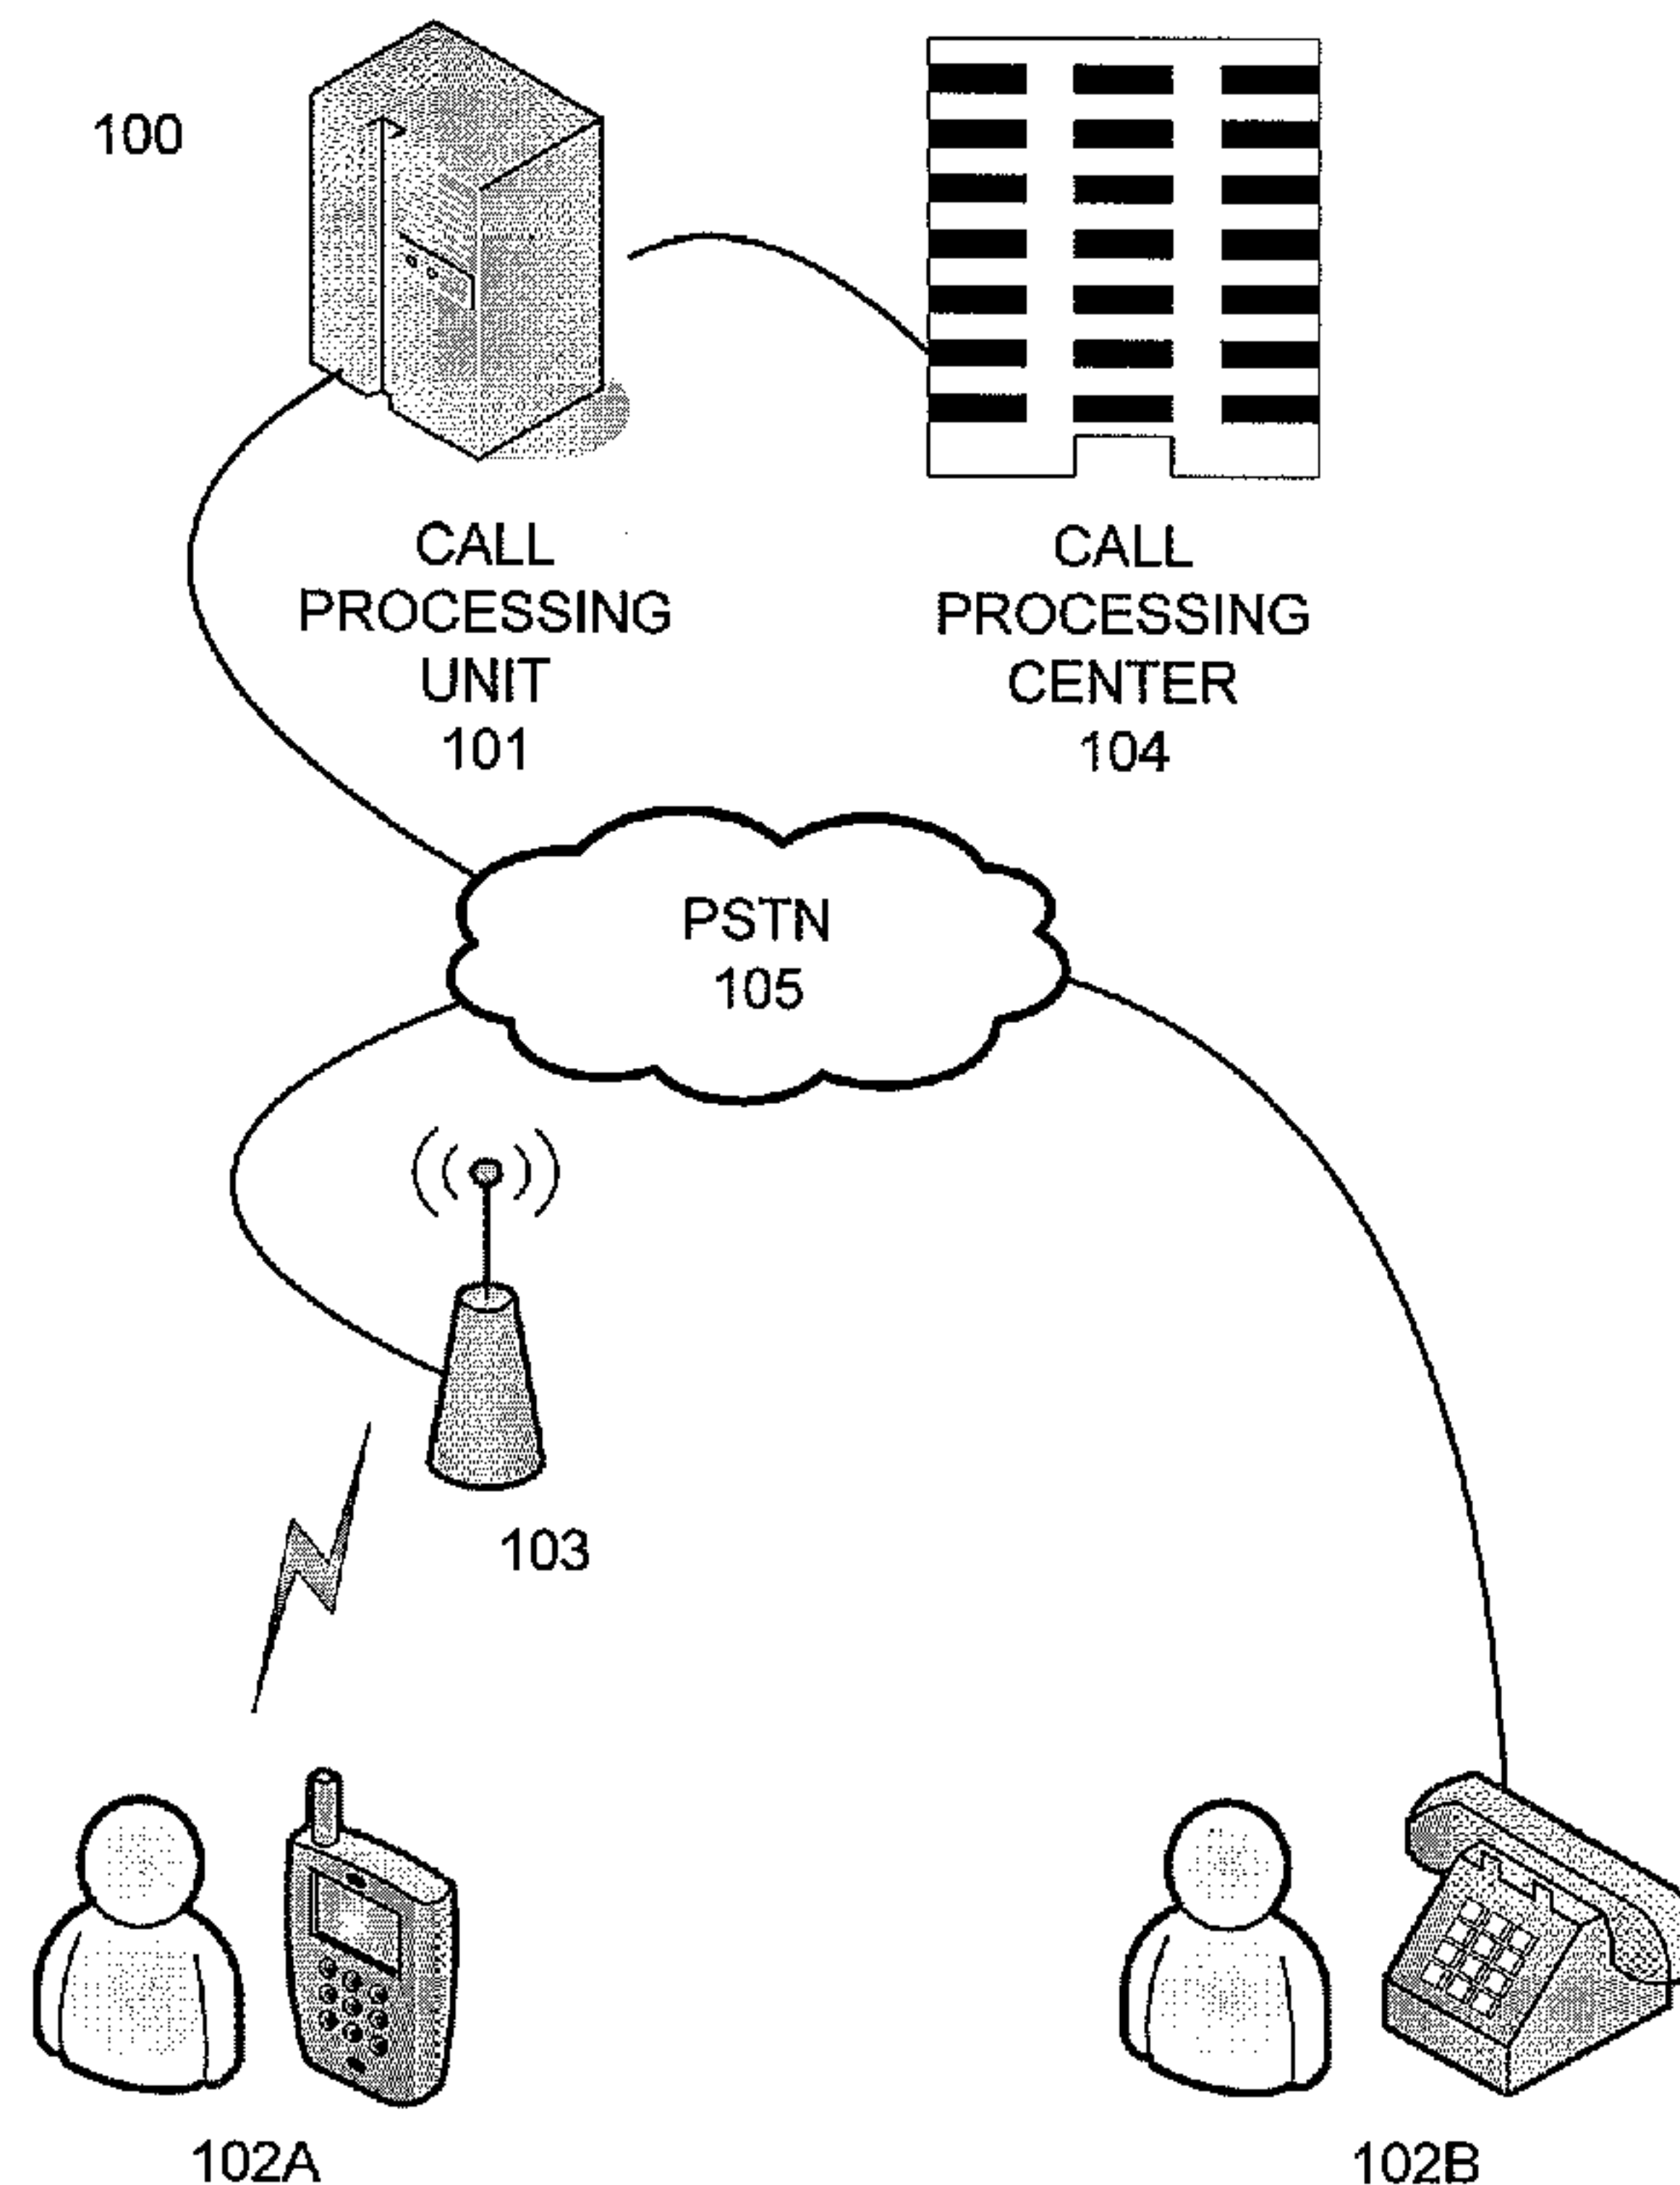 100
CALL
PROCESSING
UNIT
101
CALL
PROCESSING
CENTER
104
PSTN
105
103
102A
102B